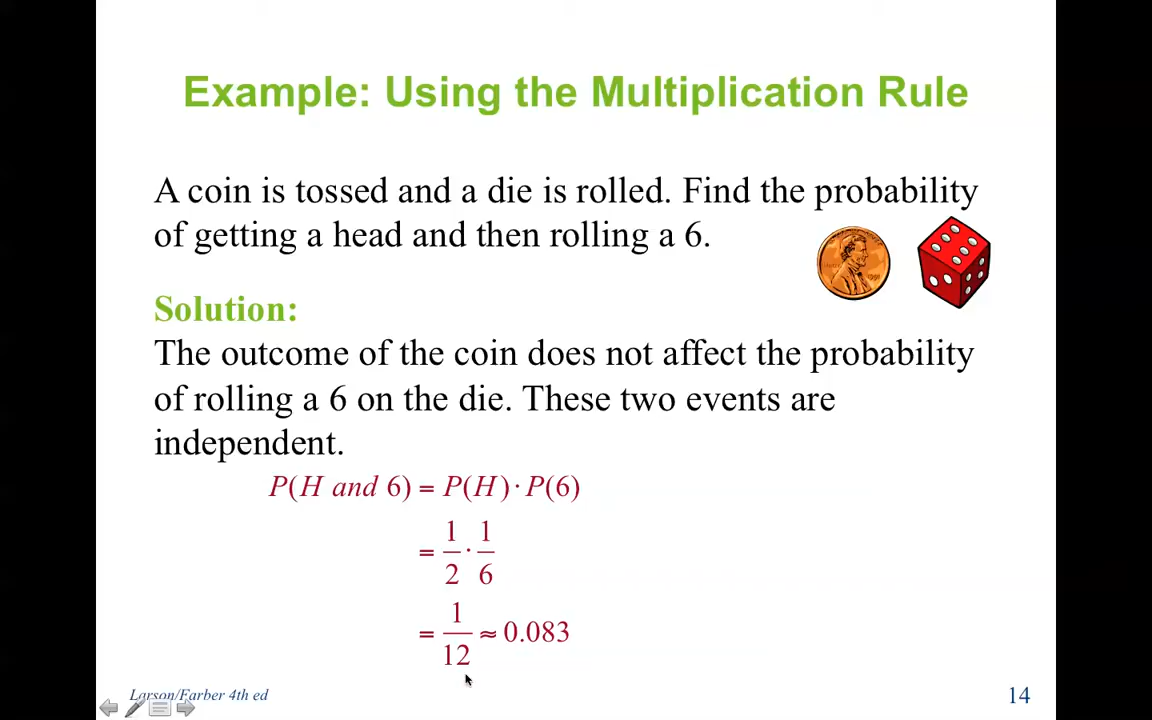 Example: Using the Multiplication Rule
A coin is tossed and a die is rolled. Find the probability
of getting a head and then rolling a 6.
Solution:
The outcome of the coin does not affect the probability
of rolling a 6 on the die. These two events are
independent.
P(H and 6) = P(H) · P(6)
= 1/2 · 1/6
= 1/12 ≈ 0.083
Larson/Farber 4th ed
14